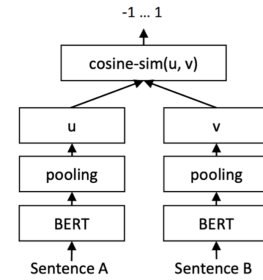 -1 ... 1
cosine-sim(u, v)
u v
pooling pooling
BERT BERT
Sentence A Sentence B